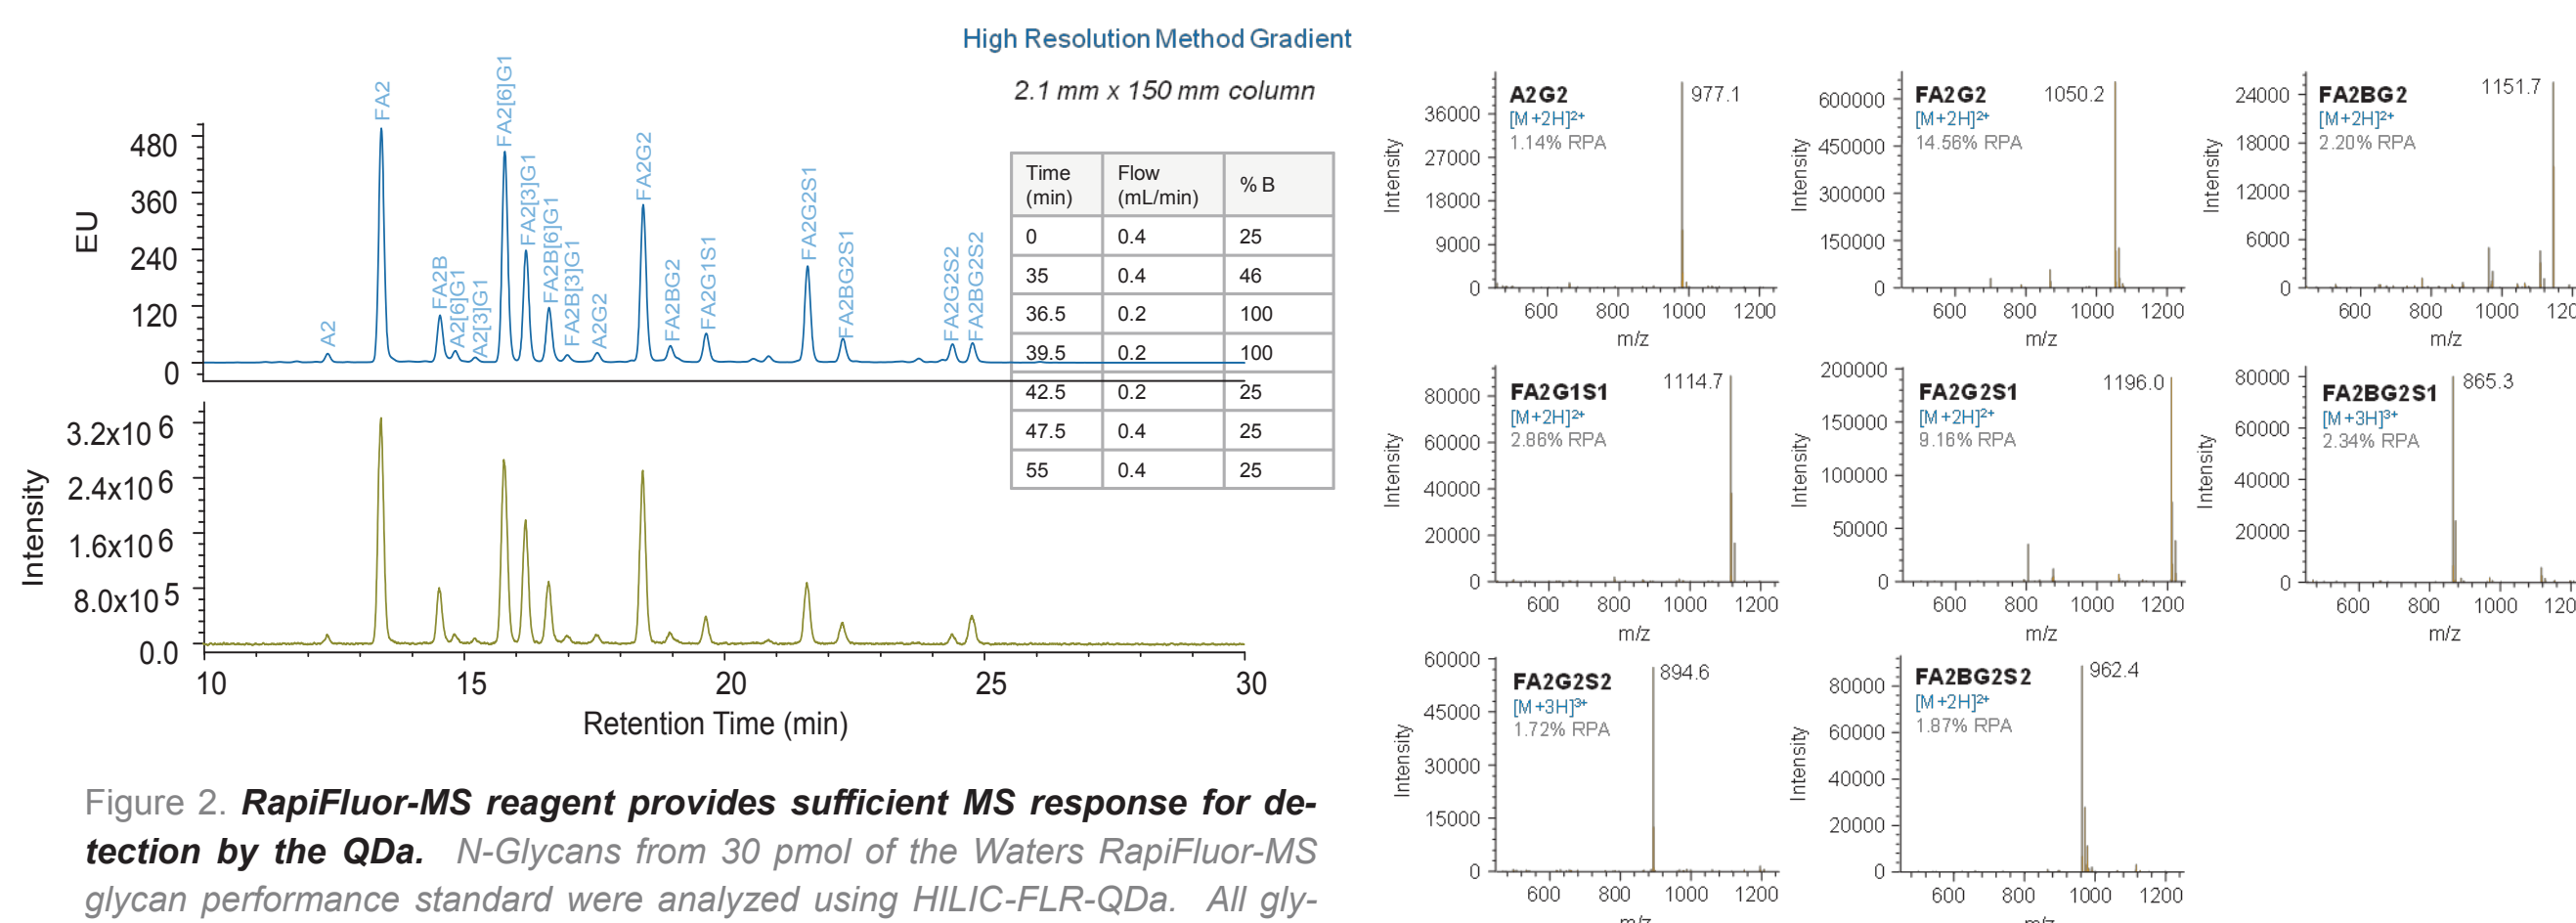 High Resolution Method Gradient
2.1 mm x 150 mm column
Time (min) Flow (mL/min) % B
0 0.4 25
35 0.4 46
36.5 0.2 100
39.5 0.2 100
42.5 0.2 25
47.5 0.4 25
55 0.4 25
EU
480
360
240
120
0
A2
FA2
FA2B
A2[6]G1
A2[3]G1
FA2[6]G1
FA2[3]G1
FA2B[6]G1
FA2B[3]G1
A2G2
FA2G2
FA2BG2
FA2G1S1
FA2G2S1
FA2BG2S1
FA2G2S2
FA2BG2S2
Intensity
3.2x10 6
2.4x10 6
1.6x10 6
8.0x10 5
0.0
10 15 20 25 30
Retention Time (min)
Figure 2. RapiFluor-MS reagent provides sufficient MS response for de-
tection by the QDa. N-Glycans from 30 pmol of the Waters RapiFluor-MS
glycan performance standard were analyzed using HILIC-FLR-QDa. All gly-
A2G2
[M+2H]²⁺
1.14% RPA
977.1
Intensity
36000
27000
18000
9000
0
600 800 1000 1200
m/z
FA2G2
[M+2H]²⁺
14.56% RPA
1050.2
Intensity
600000
450000
300000
150000
0
600 800 1000 1200
m/z
FA2BG2
[M+2H]²⁺
2.20% RPA
1151.7
Intensity
24000
18000
12000
6000
0
600 800 1000 120
m/z
FA2G1S1
[M+2H]²⁺
2.86% RPA
1114.7
Intensity
80000
60000
40000
20000
0
600 800 1000 1200
m/z
FA2G2S1
[M+2H]²⁺
9.16% RPA
1196.0
Intensity
200000
150000
100000
50000
0
600 800 1000 1200
m/z
FA2BG2S1
[M+3H]³⁺
2.34% RPA
865.3
Intensity
80000
60000
40000
20000
0
600 800 1000 120
m/z
FA2G2S2
[M+3H]³⁺
1.72% RPA
894.6
Intensity
60000
45000
30000
15000
0
600 800 1000 1200
m/z
FA2BG2S2
[M+2H]²⁺
1.87% RPA
962.4
Intensity
80000
60000
40000
20000
0
600 800 1000 1200
m/z